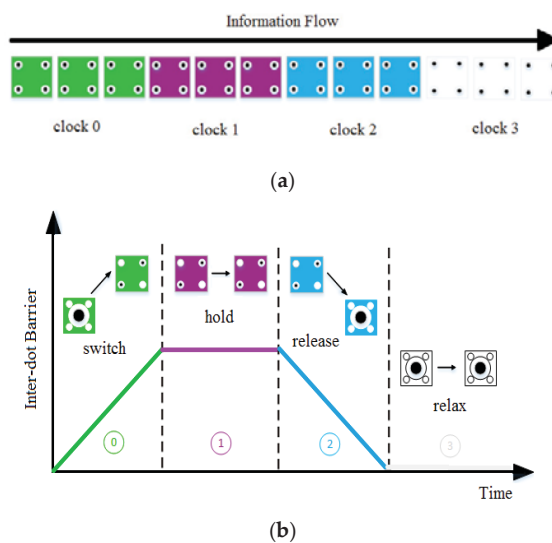 Information Flow
clock 0
clock 1
clock 2
clock 3
(a)
Inter-dot Barrier
switch
hold
release
relax
0
1
2
3
Time
(b)